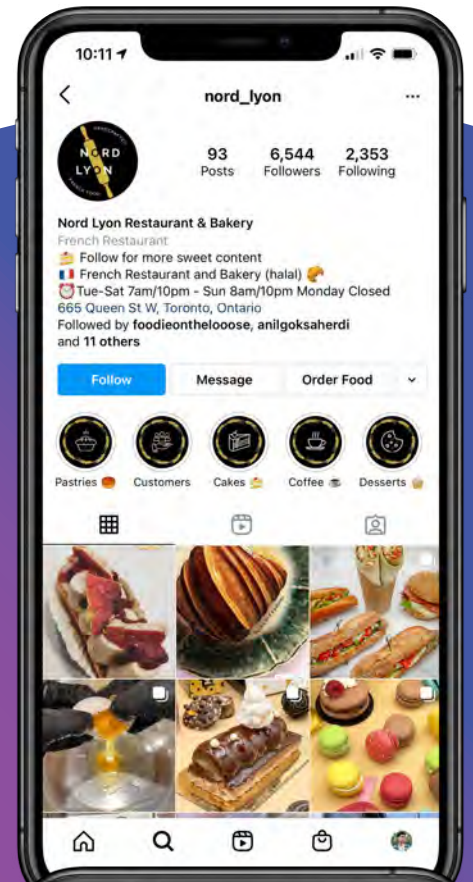 10:11
nord_lyon
...
HANDCRAFTED
NORD
LYON
FRENCH FOOD
93 6,544 2,353
Posts Followers Following
Nord Lyon Restaurant & Bakery
French Restaurant
🍰 Follow for more sweet content
🇫🇷 French Restaurant and Bakery (halal) 🥐
⏰Tue-Sat 7am/10pm - Sun 8am/10pm Monday Closed
665 Queen St W, Toronto, Ontario
Followed by foodieonthelooose, anilgoksaherdi
and 11 others
Follow Message Order Food
Pastries 🥮 Customers Cakes 🍰 Coffee ☕ Desserts 🧁